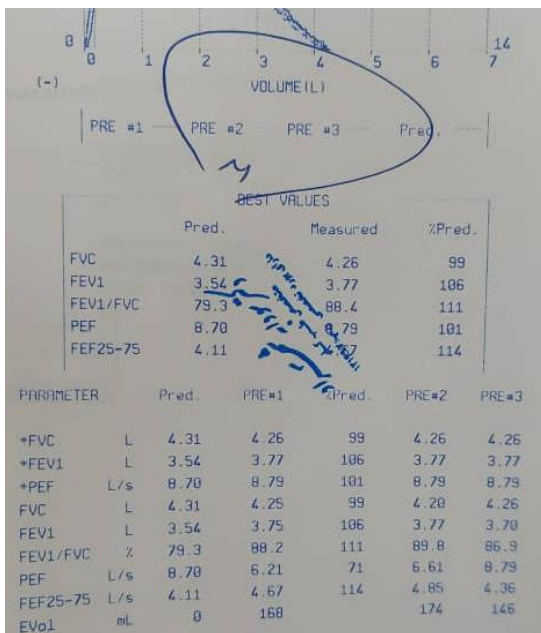 0 14
0 1 2 3 4 5 6 7
(-) VOLUME(L)
PRE #1 PRE #2 PRE #3 Pred.
BEST VALUES
Pred. Measured %Pred.
FVC 4.31 4.26 99
FEV1 3.54 3.77 106
FEV1/FVC 79.3 88.4 111
PEF 8.70 8.79 101
FEF25-75 4.11 114
PARAMETER Pred. PRE#1 %Pred. PRE#2 PRE#3
*FVC L 4.31 4.26 99 4.26 4.26
*FEV1 L 3.54 3.77 106 3.77 3.77
*PEF L/s 8.70 8.79 101 8.79 8.79
FVC L 4.31 4.25 99 4.20 4.26
FEV1 L 3.54 3.75 106 3.77 3.70
FEV1/FVC % 79.3 88.2 111 89.8 86.9
PEF L/s 8.70 6.21 71 6.61 8.79
FEF25-75 L/s 4.11 4.67 114 4.85 4.36
EVol mL 0 168 174 146